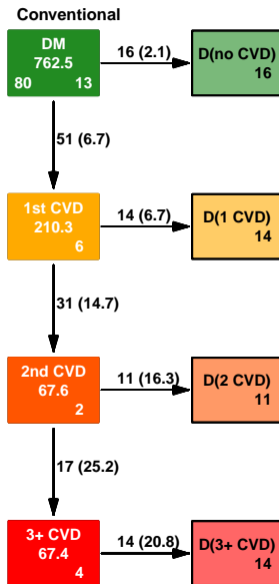 Conventional
DM
762.5
80 13
16 (2.1)
D(no CVD)
16
51 (6.7)
1st CVD
210.3
6
14 (6.7)
D(1 CVD)
14
31 (14.7)
2nd CVD
67.6
2
11 (16.3)
D(2 CVD)
11
17 (25.2)
3+ CVD
67.4
4
14 (20.8)
D(3+ CVD)
14